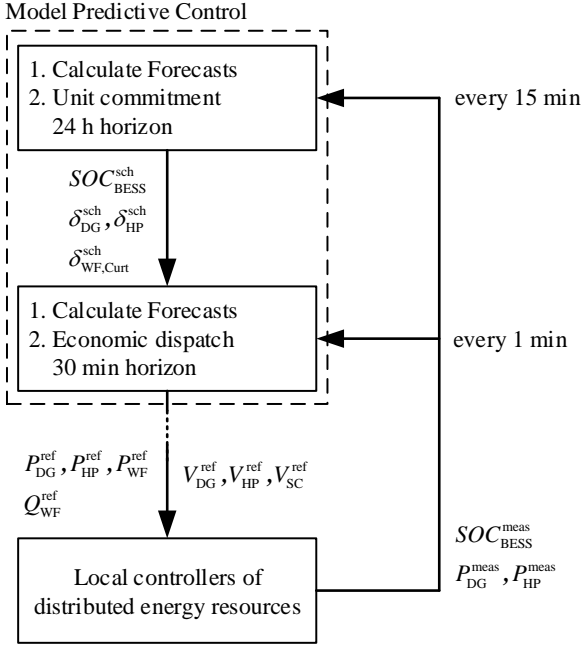 Model Predictive Control
1. Calculate Forecasts
2. Unit commitment
24 h horizon
every 15 min
SOC_BESS^sch
δ_DG^sch, δ_HP^sch
δ_WF,Curt^sch
1. Calculate Forecasts
2. Economic dispatch
30 min horizon
every 1 min
P_DG^ref, P_HP^ref, P_WF^ref
Q_WF^ref
V_DG^ref, V_HP^ref, V_SC^ref
Local controllers of
distributed energy resources
SOC_BESS^meas
P_DG^meas, P_HP^meas